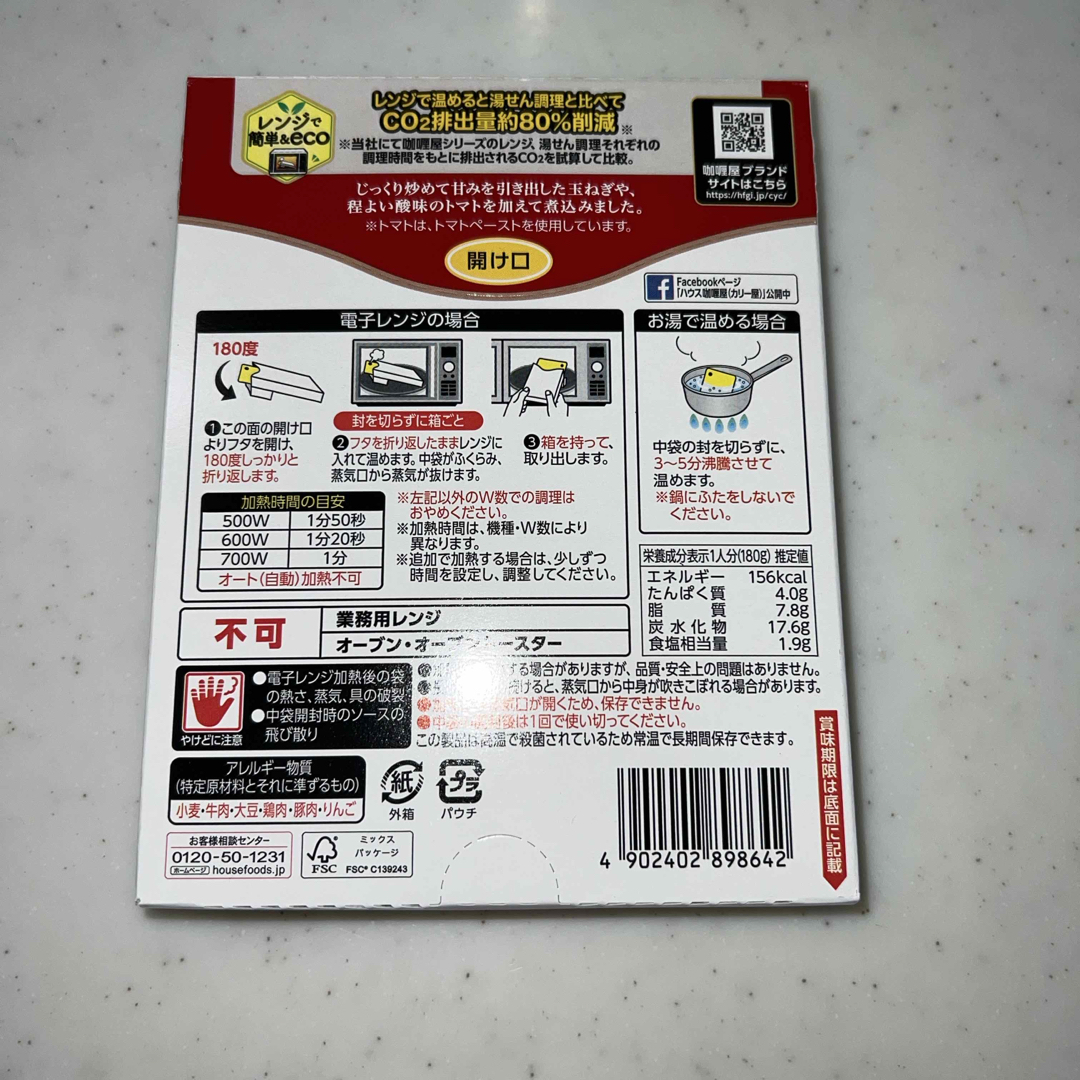 レンジで
簡単&eco
レンジで温めると湯せん調理と比べて
CO2排出量約80%削減※
※当社にて咖喱屋シリーズのレンジ、湯せん調理それぞれの
調理時間をもとに排出されるCO2を試算して比較。
咖喱屋 ブランド
サイトはこちら
https://hfgi.jp/cyc/
じっくり炒めて甘みを引き出した玉ねぎや、
程よい酸味のトマトを加えて煮込みました。
※トマトは、トマトペーストを使用しています。
開け口
Facebookページ
「ハウス咖喱屋(カリー屋)」公開中
電子レンジの場合
180度
❶この面の開け口
よりフタを開け、
180度しっかりと
折り返します。
封を切らずに箱ごと
❷フタを折り返したままレンジに
入れて温めます。中袋がふくらみ、
蒸気口から蒸気が抜けます。
❸箱を持って、
取り出します。
加熱時間の目安
500W 1分50秒
600W 1分20秒
700W 1分
オート(自動)加熱不可
※左記以外のW数での調理は
おやめください。
※加熱時間は、機種・W数により
異なります。
※追加で加熱する場合は、少しずつ
時間を設定し、調整してください。
お湯で温める場合
中袋の封を切らずに、
3〜5分沸騰させて
温めます。
※鍋にふたをしないで
ください。
栄養成分表示1人分(180g) 推定値
エネルギー 156kcal
たんぱく質 4.0g
脂質 7.8g
炭水化物 17.6g
食塩相当量 1.9g
不可
業務用レンジ
オーブン・オーブントースター
やけどに注意
●電子レンジ加熱後の袋
の熱さ、蒸気、具の破裂
●中袋開封時のソースの
飛び散り
する場合がありますが、品質・安全上の問題はありません。
けると、蒸気口から中身が吹きこぼれる場合があります。
口が開くため、保存できません。
後は1回で使い切ってください。
この製品は高温で殺菌されているため常温で長期間保存できます。
アレルギー物質
(特定原材料とそれに準ずるもの)
小麦・牛肉・大豆・鶏肉・豚肉・りんご
紙
外箱
プラ
パウチ
お客様相談センター
0120-50-1231
ホームページ housefoods.jp
FSC
ミックス
パッケージ
FSC® C139243
4 902402 898642
賞味期限は底面に記載